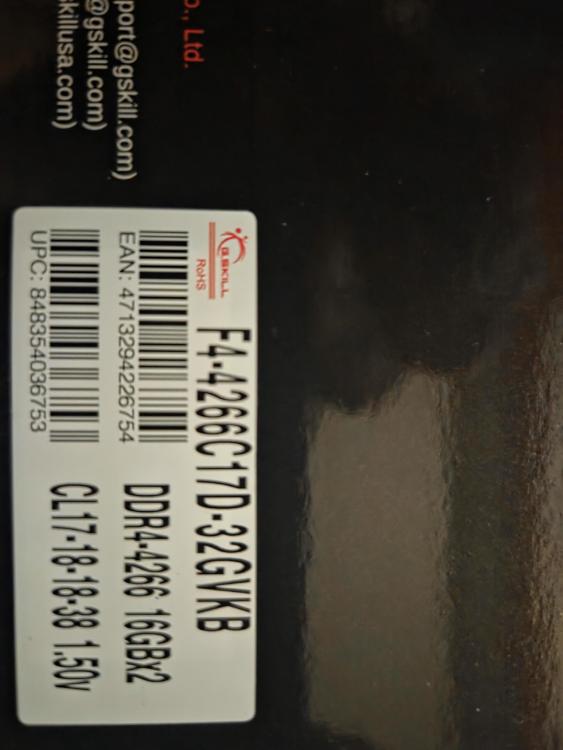 ., Ltd.
port@gskill.com)
@gskill.com)
skillusa.com)
G.SKILL
RoHS
F4-4266C17D-32GVKB
EAN: 4713294226754
DDR4-4266 16GBx2
UPC: 848354036753
CL17-18-18-38 1.50v